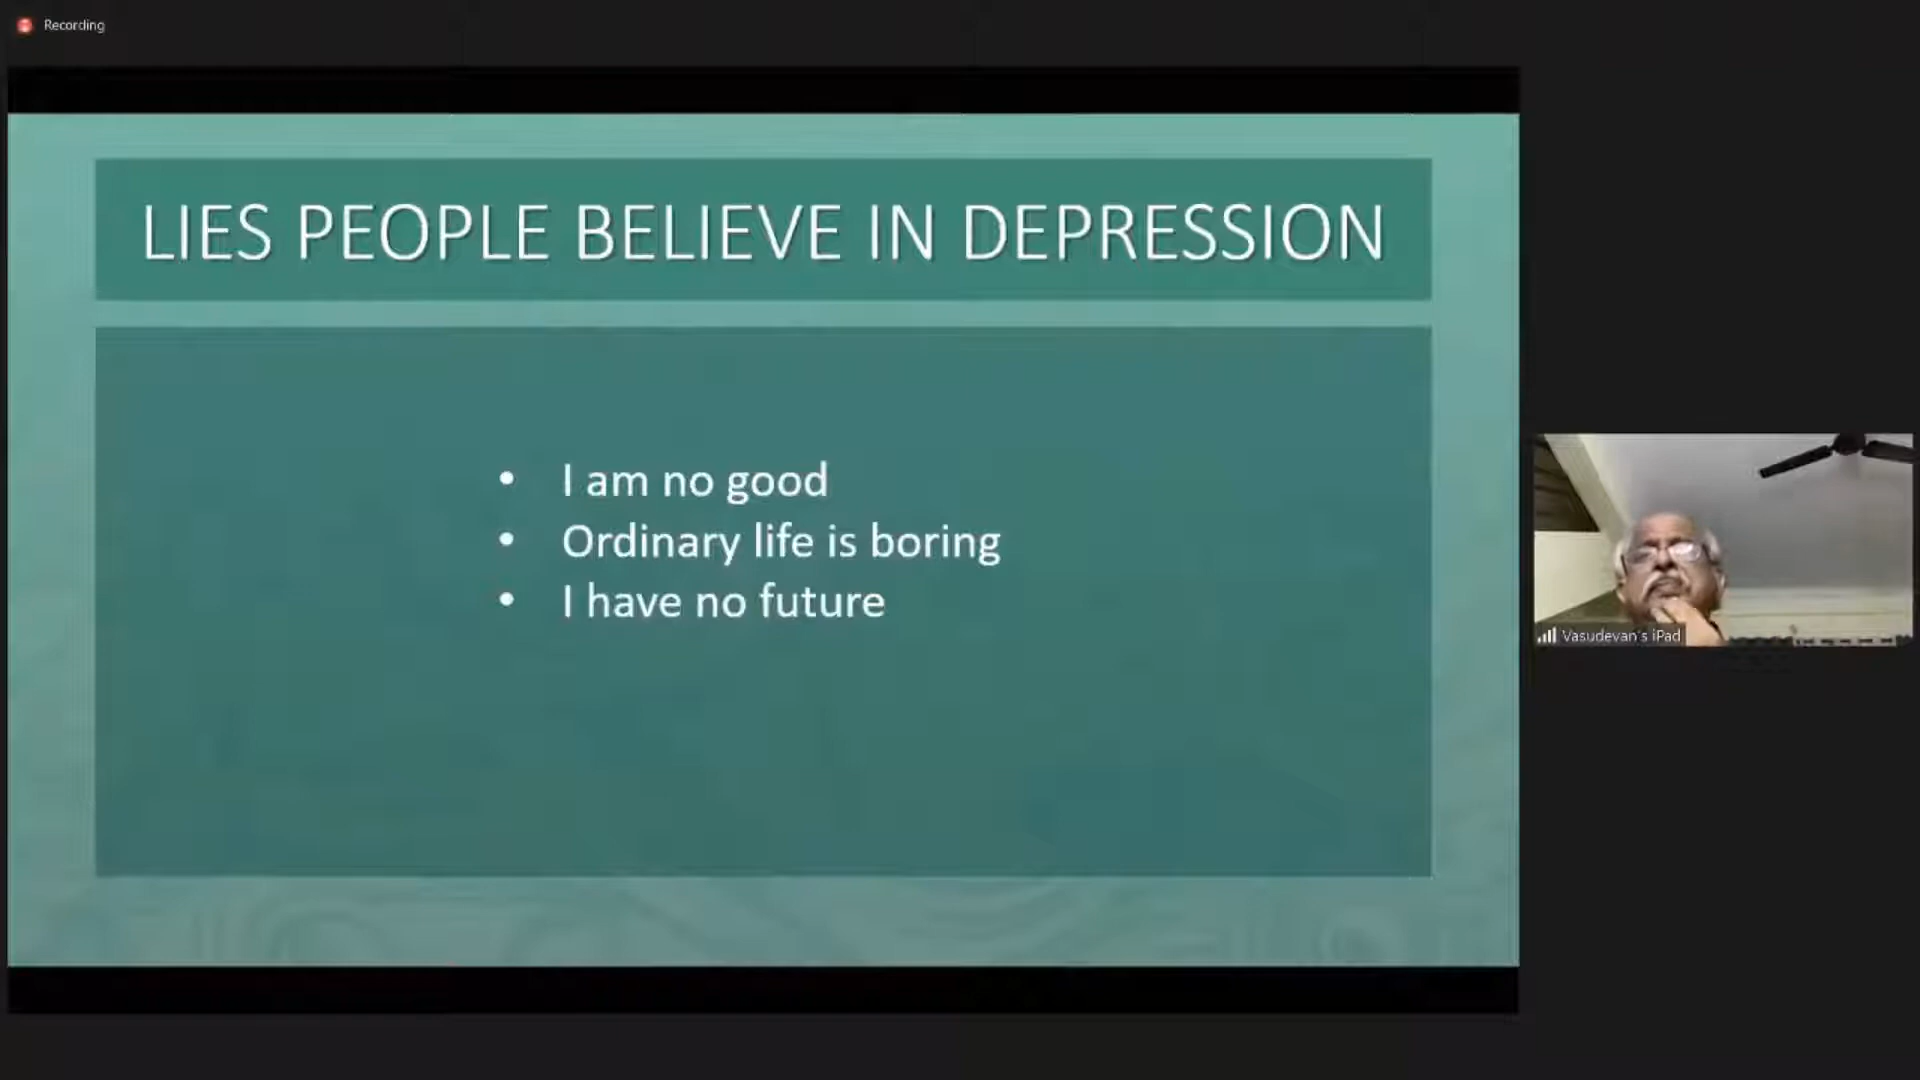 Recording
LIES PEOPLE BELIEVE IN DEPRESSION
• I am no good
• Ordinary life is boring
• I have no future
Vasudevan's iPad